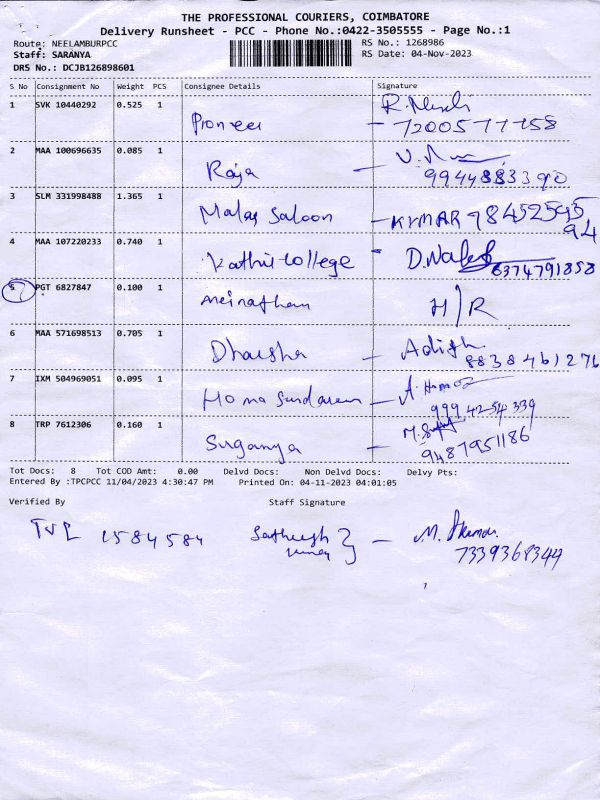 THE PROFESSIONAL COURIERS, COIMBATORE
Delivery Runsheet - PCC - Phone No.:0422-3505555 - Page No.:1
Route: NEELAMBURPCC RS No.: 1268986
Staff: SARANYA RS Date: 04-Nov-2023
DRS No.: DCJB126898601
S No Consignment No Weight PCS Consignee Details Signature
1 SVK 10440292 0.525 1 Pioneer -
2 MAA 100696635 0.085 1 Raja - 9944883390
3 SLM 331998488 1.365 1 Saloon - KUMAR
4 MAA 107220233 0.740 1 Kathir College - 6374791858
5 PGT 6827847 0.100 1 H/R
6 MAA 571698513 0.705 1 - 8838461276
7 IXM 504969051 0.095 1 - 9994254339
8 TRP 7612306 0.160 1 Suganya - 9487951186
Tot Docs: 8 Tot COD Amt: 0.00 Delvd Docs: Non Delvd Docs: Delvy Pts:
Entered By :TPCPCC 11/04/2023 4:30:47 PM Printed On: 04-11-2023 04:01:05
Verified By Staff Signature
1584584 } - M.
7339368344